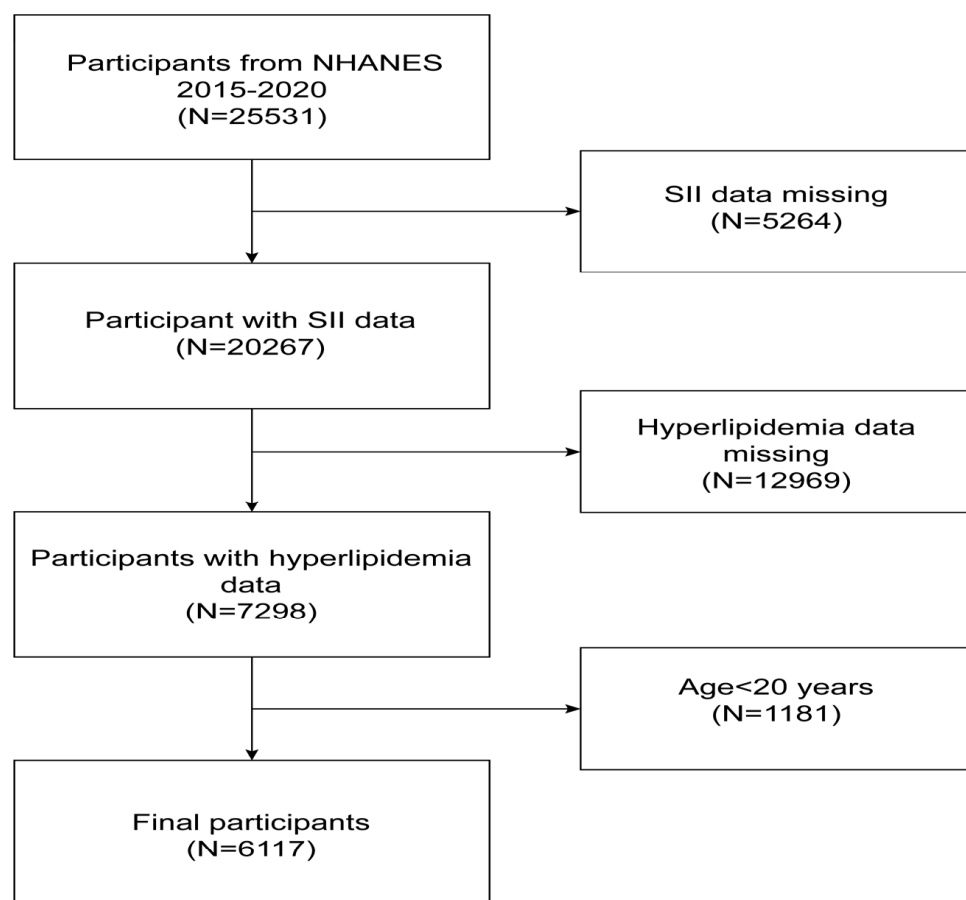 Participants from NHANES
2015-2020
(N=25531)
SII data missing
(N=5264)
Participant with SII data
(N=20267)
Hyperlipidemia data
missing
(N=12969)
Participants with hyperlipidemia
data
(N=7298)
Age<20 years
(N=1181)
Final participants
(N=6117)